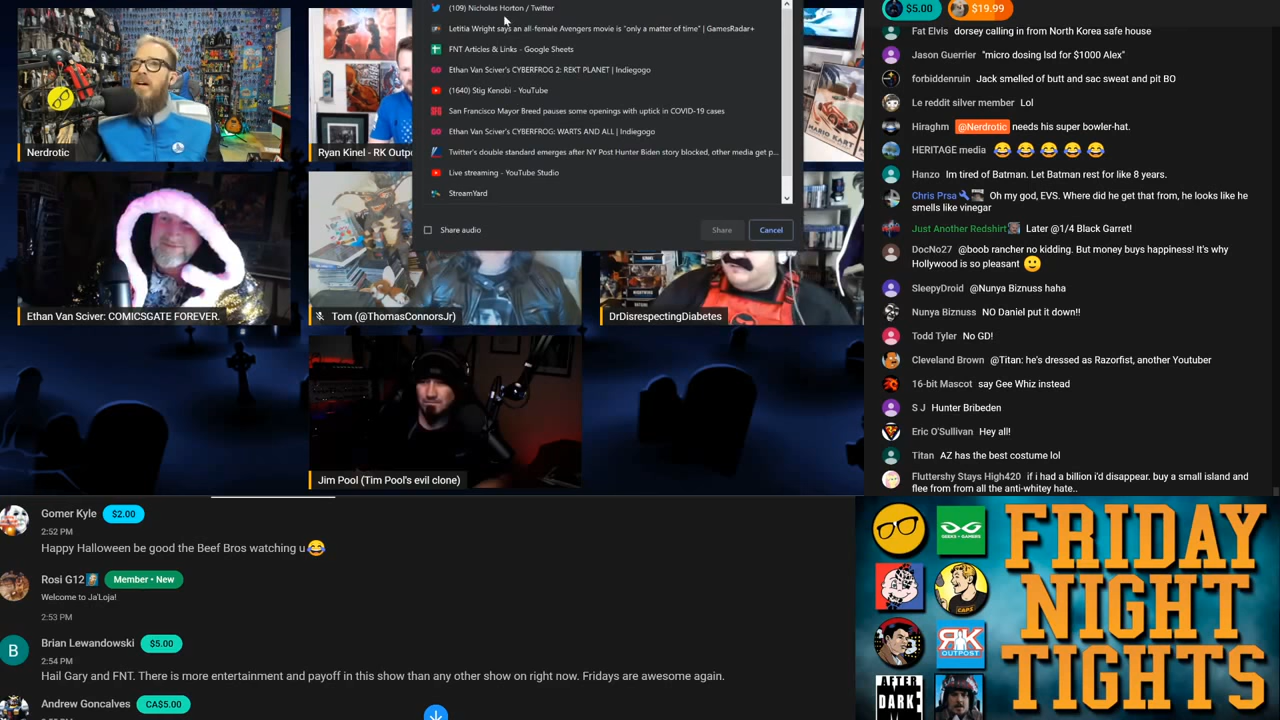 Nerdrotic
Ryan Kinel - RK Outp
(109) Nicholas Horton / Twitter
Letitia Wright says an all-female Avengers movie is "only a matter of time" | GamesRadar+
FNT Articles & Links - Google Sheets
Ethan Van Sciver's CYBERFROG 2: REKT PLANET | Indiegogo
(1640) Stig Kenobi - YouTube
San Francisco Mayor Breed pauses some openings with uptick in COVID-19 cases
Ethan Van Sciver's CYBERFROG: WARTS AND ALL | Indiegogo
Twitter's double standard emerges after NY Post Hunter Biden story blocked, other media get p...
Live streaming - YouTube Studio
StreamYard
Share audio
Share
Cancel
MARIO KART
Ethan Van Sciver: COMICSGATE FOREVER.
Tom (@ThomasConnorsJr)
DrDisrespectingDiabetes
Jim Pool (Tim Pool's evil clone)
$5.00
$19.99
Fat Elvis dorsey calling in from North Korea safe house
Jason Guerrier "micro dosing lsd for $1000 Alex"
forbiddenruin Jack smelled of butt and sac sweat and pit BO
Le reddit silver member Lol
Hiraghm @Nerdrotic needs his super bowler-hat.
HERITAGE media 😂 😂 😂 😂 😂
Hanzo Im tired of Batman. Let Batman rest for like 8 years.
Chris Prsa Oh my god, EVS. Where did he get that from, he looks like he
smells like vinegar
Just Another Redshirt Later @1/4 Black Garret!
DocNo27 @boob rancher no kidding. But money buys happiness! It's why
Hollywood is so pleasant 🙂
SleepyDroid @Nunya Biznuss haha
Nunya Biznuss NO Daniel put it down!!
Todd Tyler No GD!
Cleveland Brown @Titan: he's dressed as Razorfist, another Youtuber
16-bit Mascot say Gee Whiz instead
S J Hunter Bribeden
Eric O'Sullivan Hey all!
Titan AZ has the best costume lol
Fluttershy Stays High420 if i had a billion i'd disappear. buy a small island and
flee from from all the anti-whitey hate..
Gomer Kyle $2.00
2:52 PM
Happy Halloween be good the Beef Bros watching u😂
Rosi G12 Member • New
Welcome to Ja'Loja!
2:53 PM
B
Brian Lewandowski $5.00
2:54 PM
Hail Gary and FNT. There is more entertainment and payoff in this show than any other show on right now. Fridays are awesome again.
Andrew Goncalves CA$5.00
GEEKS + GAMERS
CAPS
RK
OUTPOST
AFTER
DARK
FRIDAY
NIGHT
TIGHTS